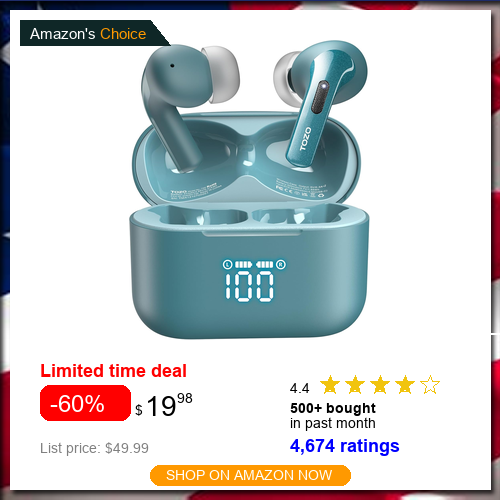 Amazon's Choice
TOZO
L R
100
Limited time deal
-60% $19 98
List price: $49.99
4.4
500+ bought
in past month
4,674 ratings
SHOP ON AMAZON NOW